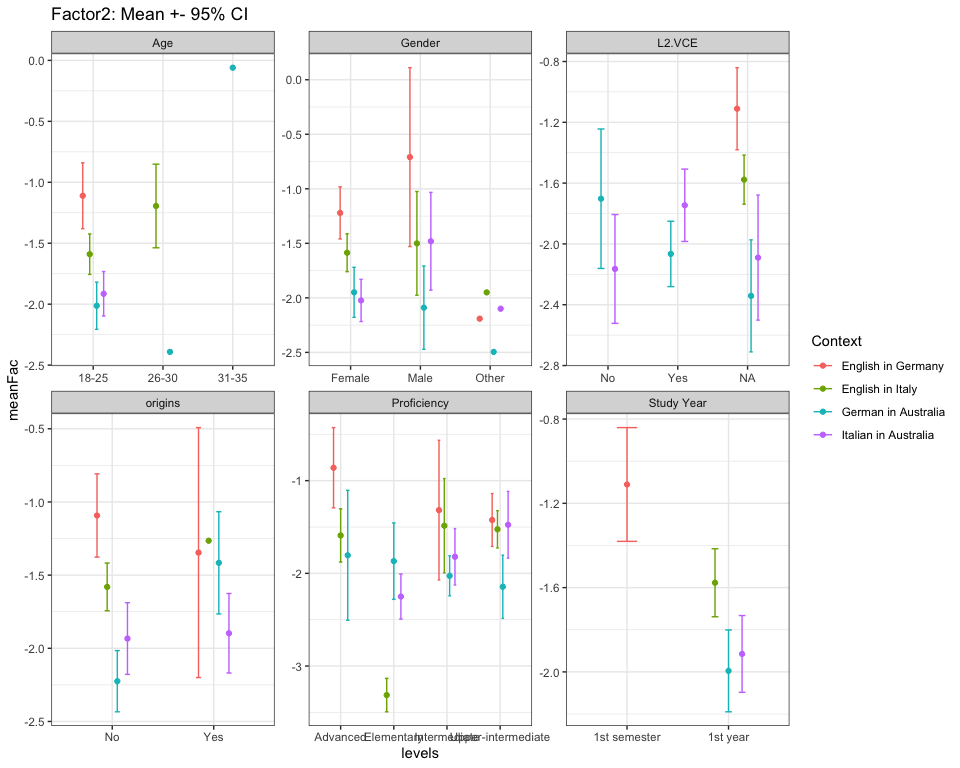 Factor2: Mean +- 95% CI
Age
Gender
L2.VCE
0.0
-0.5
-1.0
-1.5
-2.0
-2.5
0.0
-0.5
-1.0
-1.5
-2.0
-2.5
-0.8
-1.2
-1.6
-2.0
-2.4
-2.8
18-25 26-30 31-35
Female Male Other
No Yes NA
origins
Proficiency
Study Year
-0.5
-1.0
-1.5
-2.0
-2.5
-1
-2
-3
-0.8
-1.2
-1.6
-2.0
No Yes
Advanced Elementary Intermediate Upper-intermediate
1st semester 1st year
meanFac
levels
Context
English in Germany
English in Italy
German in Australia
Italian in Australia